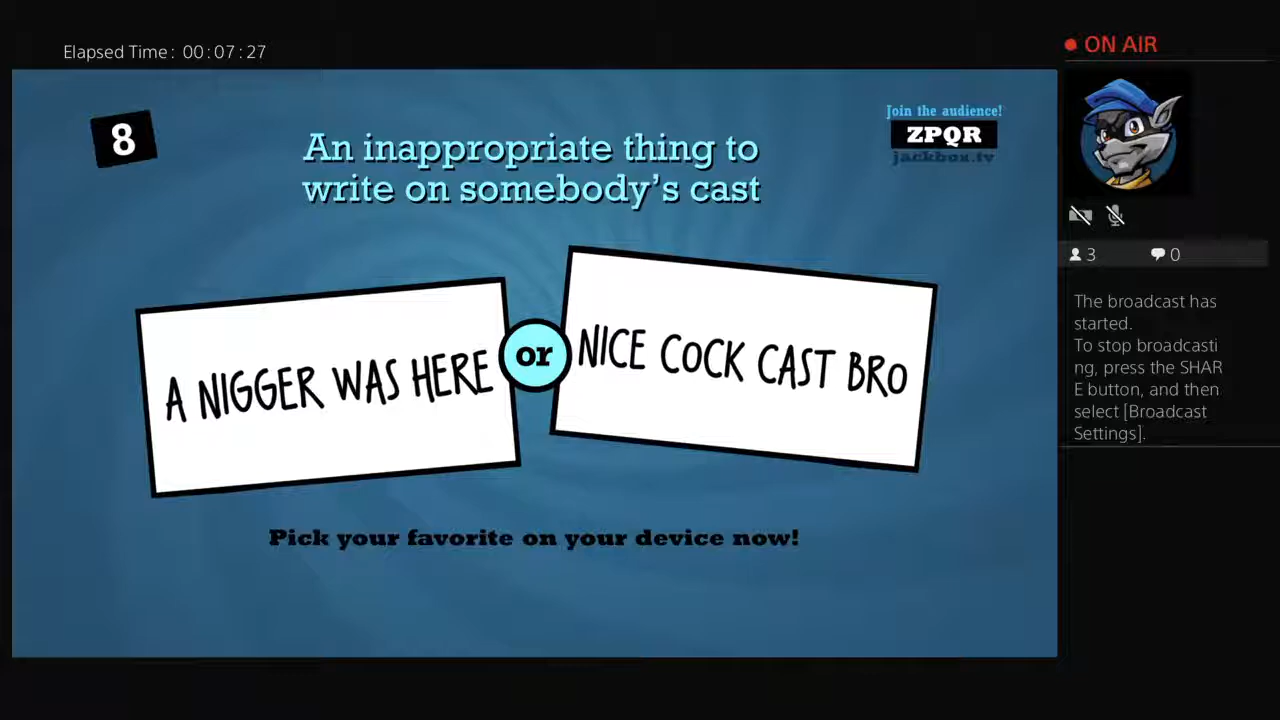 Elapsed Time: 00:07:27
ON AIR
8
An inappropriate thing to
write on somebody's cast
Join the audience!
ZPQR
jackbox.tv
A NIGGER WAS HERE
or
NICE COCK CAST BRO
Pick your favorite on your device now!
3
0
The broadcast has
started.
To stop broadcasti
ng, press the SHAR
E button, and then
select [Broadcast
Settings].